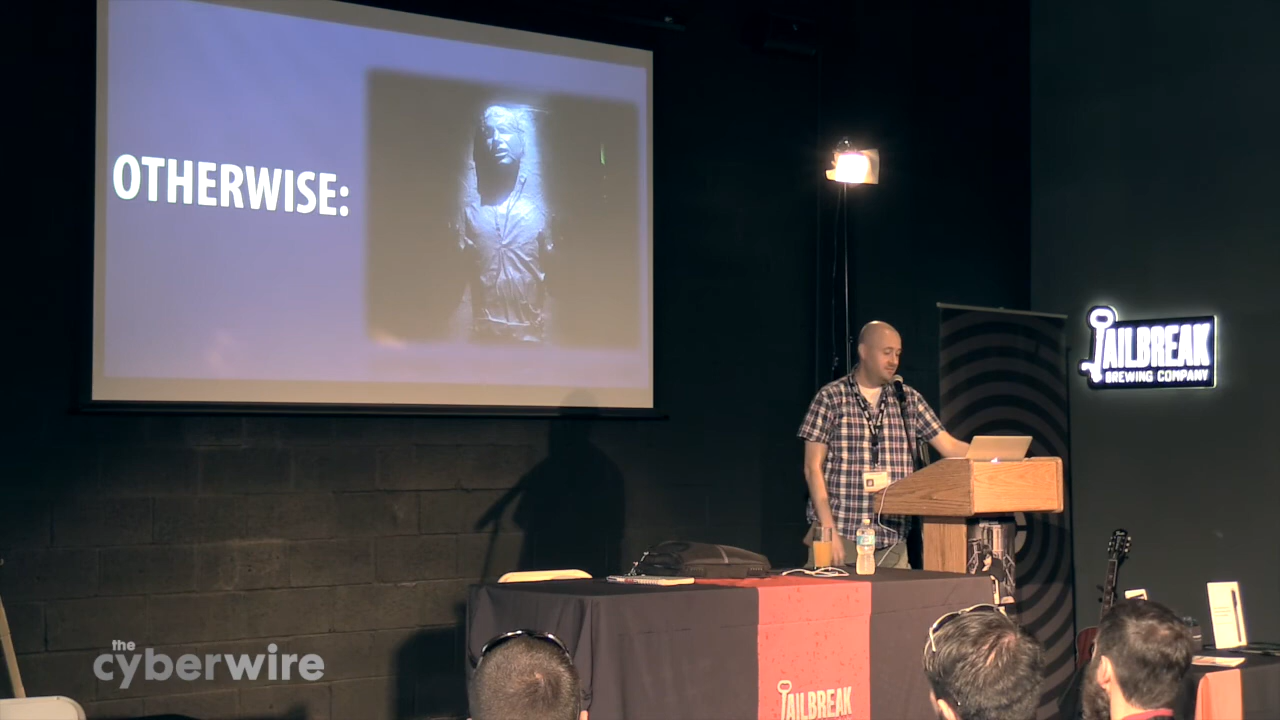 OTHERWISE:
JAILBREAK
BREWING COMPANY
the
cyberwire
JAILBREAK